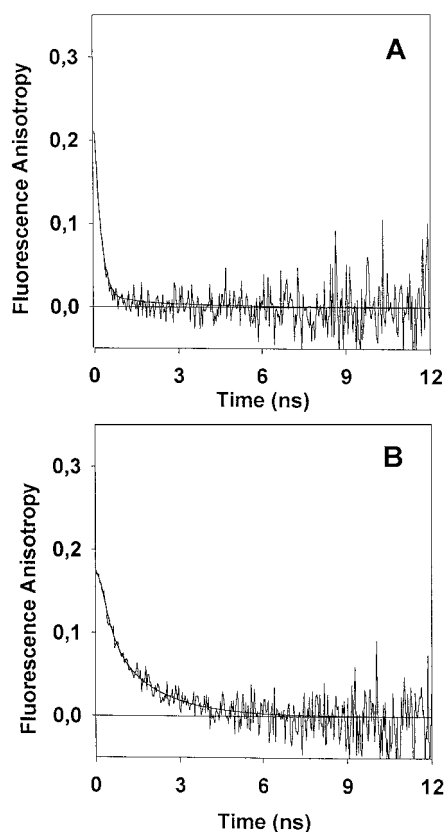 A
Fluorescence Anisotropy
0,3
0,2
0,1
0,0
0 3 6 9 12
Time (ns)
B
Fluorescence Anisotropy
0,3
0,2
0,1
0,0
0 3 6 9 12
Time (ns)